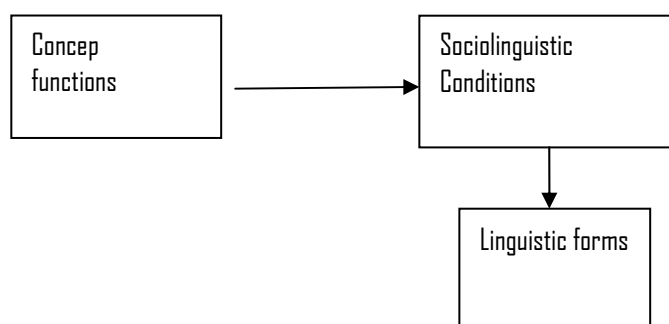 Concep
functions
Sociolinguistic
Conditions
Linguistic forms